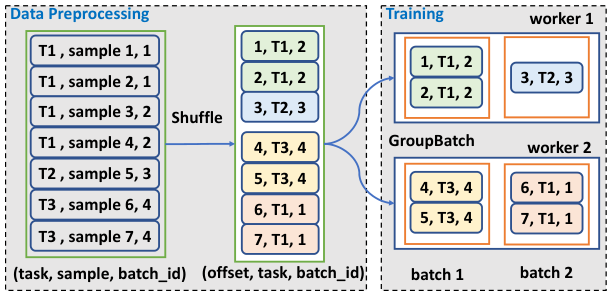 Data Preprocessing
T1 , sample 1, 1
T1 , sample 2, 1
T1 , sample 3, 2
T1 , sample 4, 2
T2 , sample 5, 3
T3 , sample 6, 4
T3 , sample 7, 4
(task, sample, batch_id)
Shuffle
1, T1, 2
2, T1, 2
3, T2, 3
4, T3, 4
5, T3, 4
6, T1, 1
7, T1, 1
(offset, task, batch_id)
Training
worker 1
1, T1, 2
2, T1, 2
3, T2, 3
GroupBatch
worker 2
4, T3, 4
5, T3, 4
6, T1, 1
7, T1, 1
batch 1
batch 2